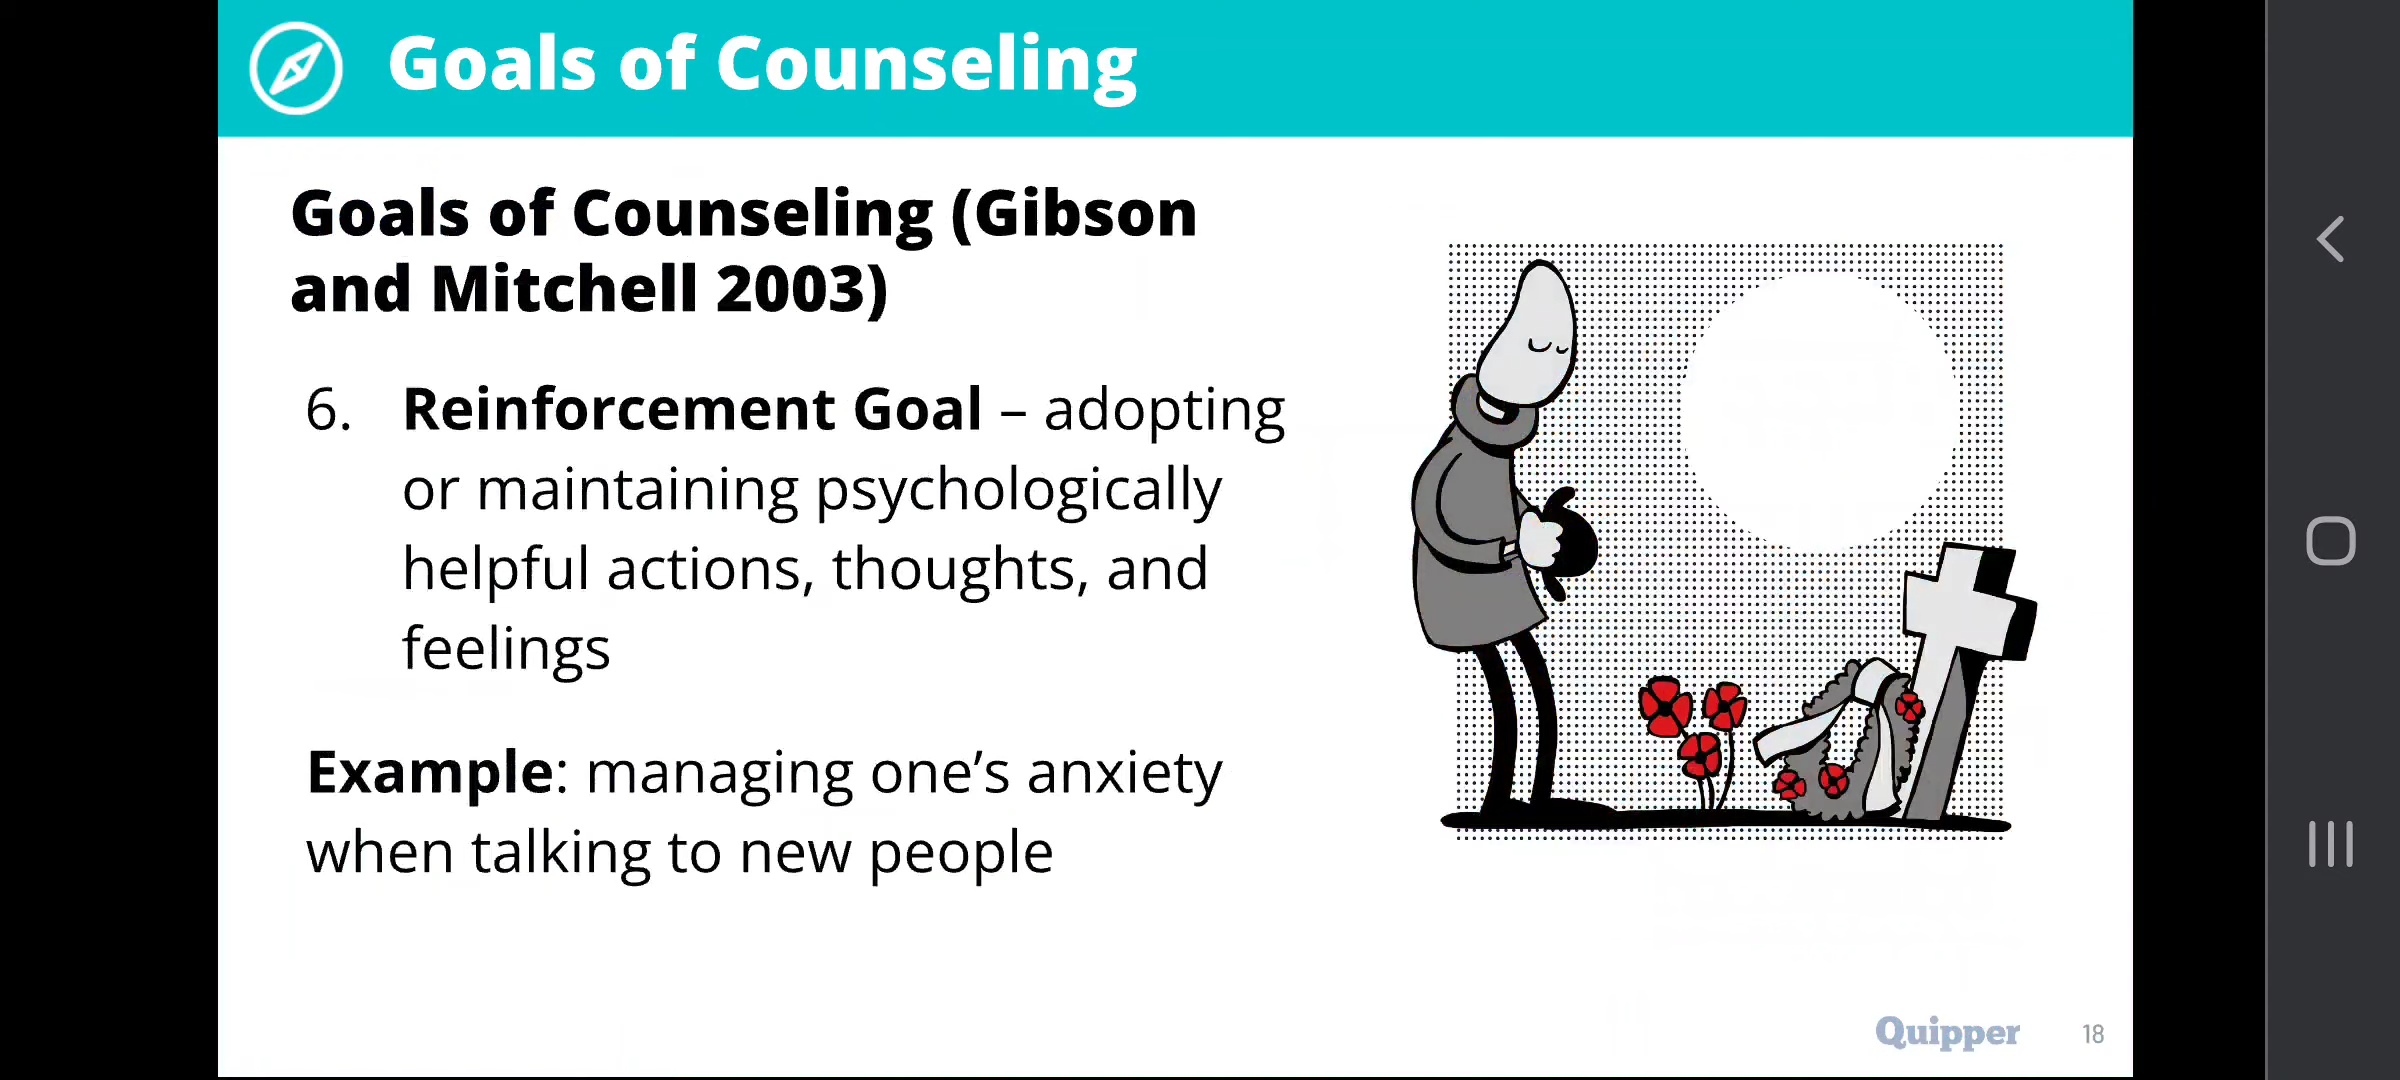 Goals of Counseling
Goals of Counseling (Gibson
and Mitchell 2003)
6. Reinforcement Goal – adopting
or maintaining psychologically
helpful actions, thoughts, and
feelings
Example: managing one’s anxiety
when talking to new people
Quipper 18